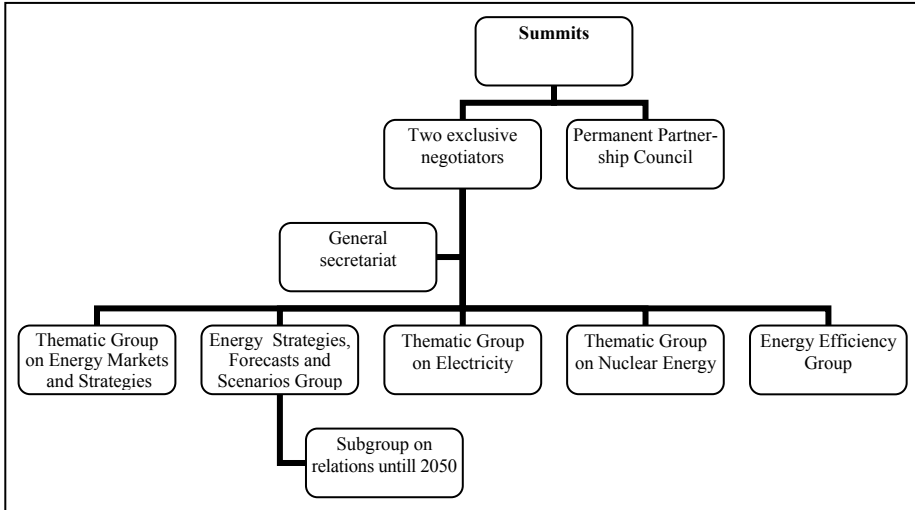 Summits
Two exclusive
negotiators
Permanent Partner-
ship Council
General
secretariat
Thematic Group
on Energy Markets
and Strategies
Energy Strategies,
Forecasts and
Scenarios Group
Thematic Group
on Electricity
Thematic Group
on Nuclear Energy
Energy Efficiency
Group
Subgroup on
relations untill 2050